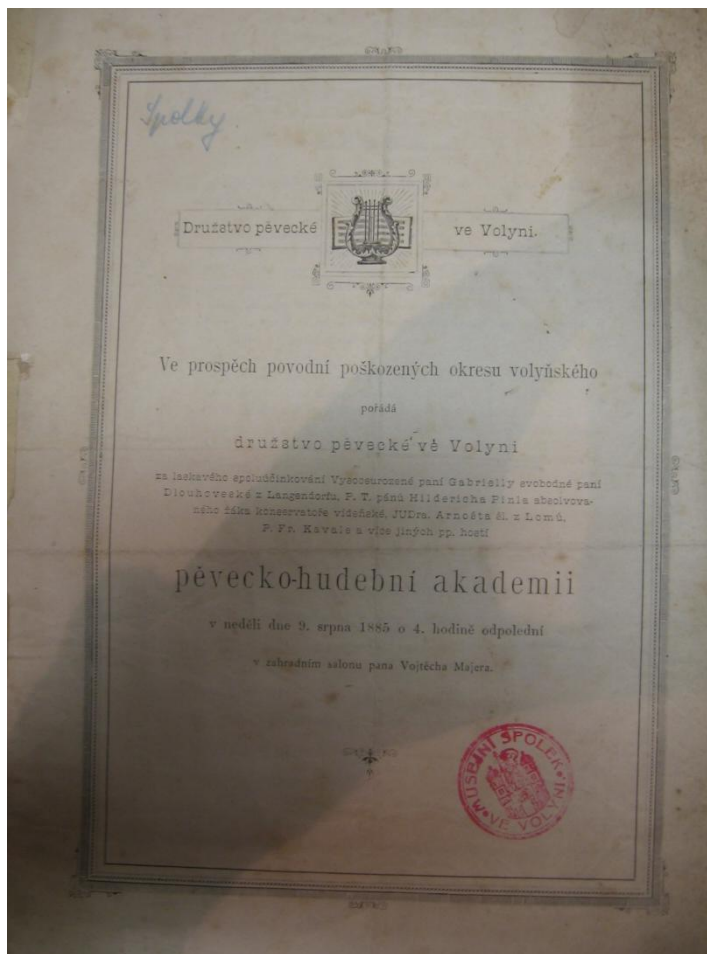 Spolky
Družstvo pěvecké ve Volyni.
Ve prospěch povodní poškozených okresu volyňského
pořádá
družstvo pěvecké ve Volyni
za laskavého spoluúčinkování Vysoceurozené paní Gabrielly svobodné paní
Dlouhoveské z Langendorfu, P. T. pánů Hildericha Pinla absolvova-
ného žáka konservatoře vídeňské, JUDra. Arnošta šl. z Lomů,
P. Fr. Kavale a více jiných pp. hostí
pěvecko-hudební akademii
v neděli dne 9. srpna 1885 o 4. hodině odpolední
v zahradním salonu pana Vojtěcha Majera.
MUSEJNÍ SPOLEK
VE VOLYNI